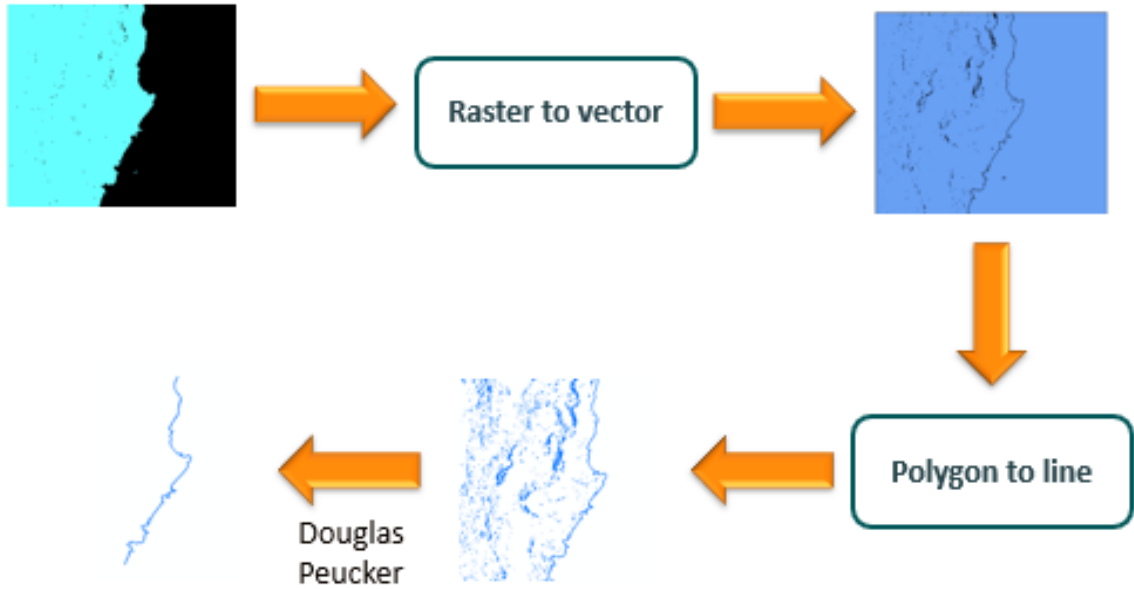 Raster to vector
Polygon to line
Douglas
Peucker